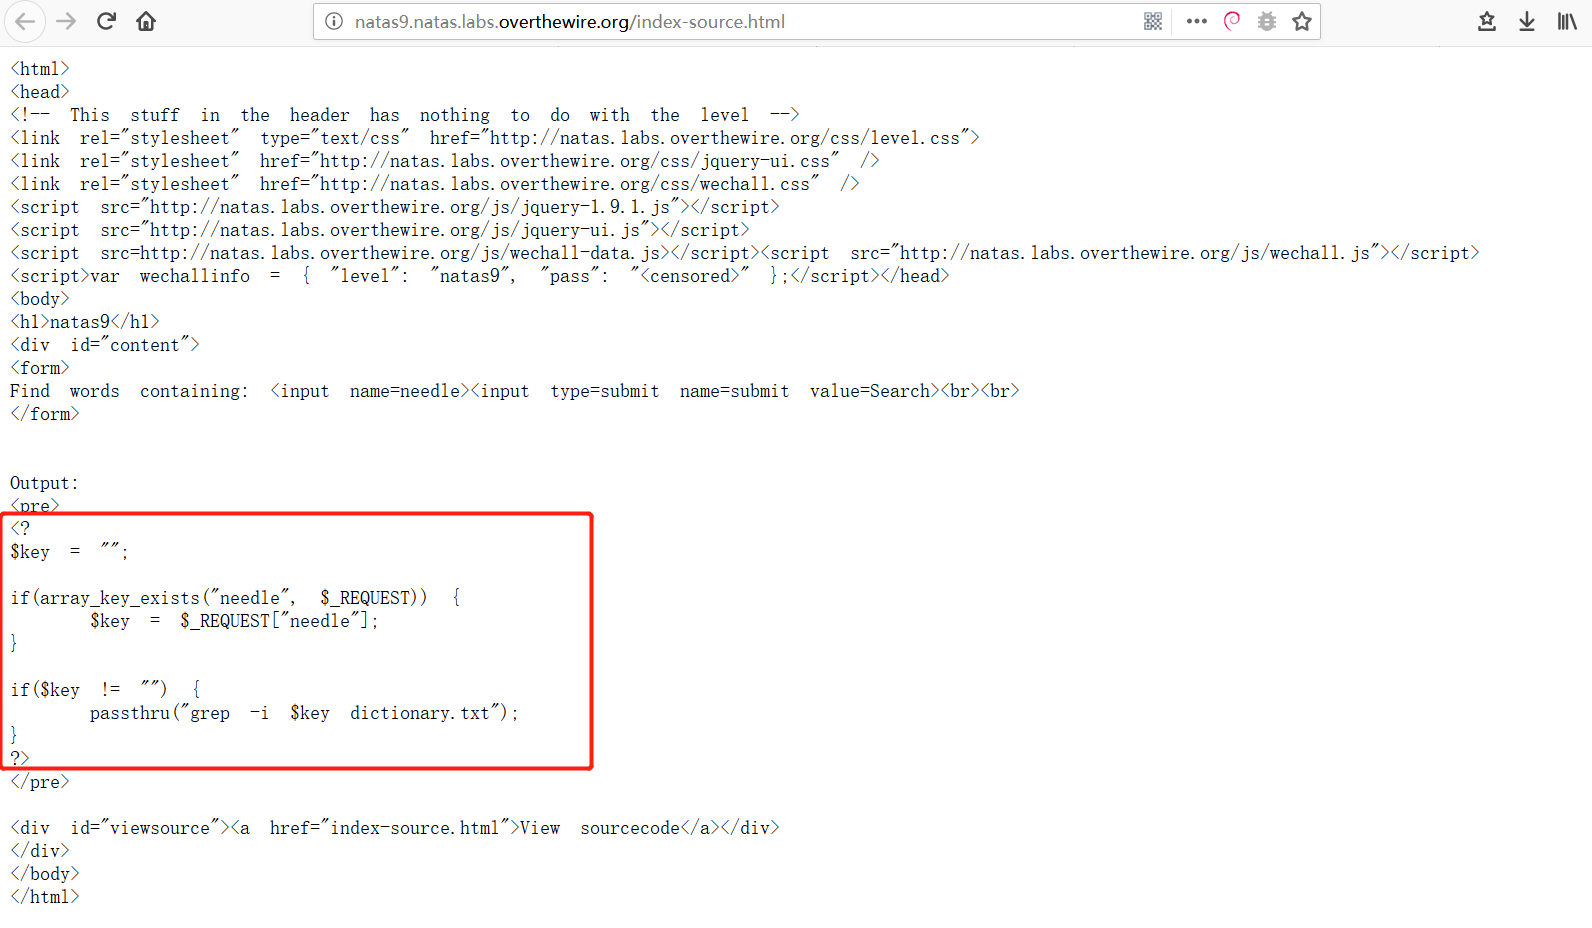 natas9.natas.labs.overthewire.org/index-source.html
<html>
<head>
<!-- This stuff in the header has nothing to do with the level -->
<link rel="stylesheet" type="text/css" href="http://natas.labs.overthewire.org/css/level.css">
<link rel="stylesheet" href="http://natas.labs.overthewire.org/css/jquery-ui.css" />
<link rel="stylesheet" href="http://natas.labs.overthewire.org/css/wechall.css" />
<script src="http://natas.labs.overthewire.org/js/jquery-1.9.1.js"></script>
<script src="http://natas.labs.overthewire.org/js/jquery-ui.js"></script>
<script src=http://natas.labs.overthewire.org/js/wechall-data.js></script><script src="http://natas.labs.overthewire.org/js/wechall.js"></script>
<script>var wechallinfo = { "level": "natas9", "pass": "<censored>" };</script></head>
<body>
<h1>natas9</h1>
<div id="content">
<form>
Find words containing: <input name=needle><input type=submit name=submit value=Search><br><br>
</form>
Output:
<pre>
<?
$key = "";
if(array_key_exists("needle", $_REQUEST)) {
$key = $_REQUEST["needle"];
}
if($key != "") {
passthru("grep -i $key dictionary.txt");
}
?>
</pre>
<div id="viewsource"><a href="index-source.html">View sourcecode</a></div>
</div>
</body>
</html>